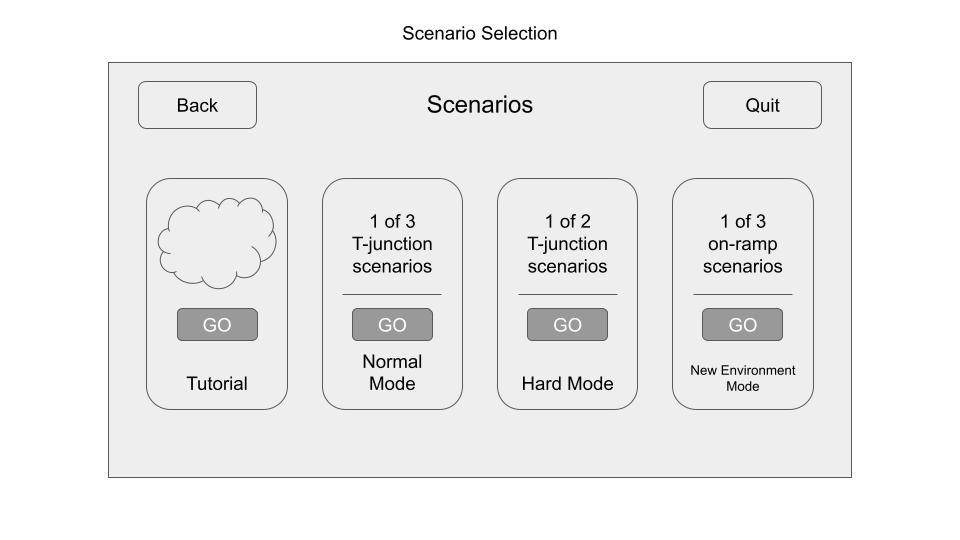 Scenario Selection
Back
Scenarios
Quit
GO
Tutorial
1 of 3
T-junction
scenarios
GO
Normal
Mode
1 of 2
T-junction
scenarios
GO
Hard Mode
1 of 3
on-ramp
scenarios
GO
New Environment
Mode